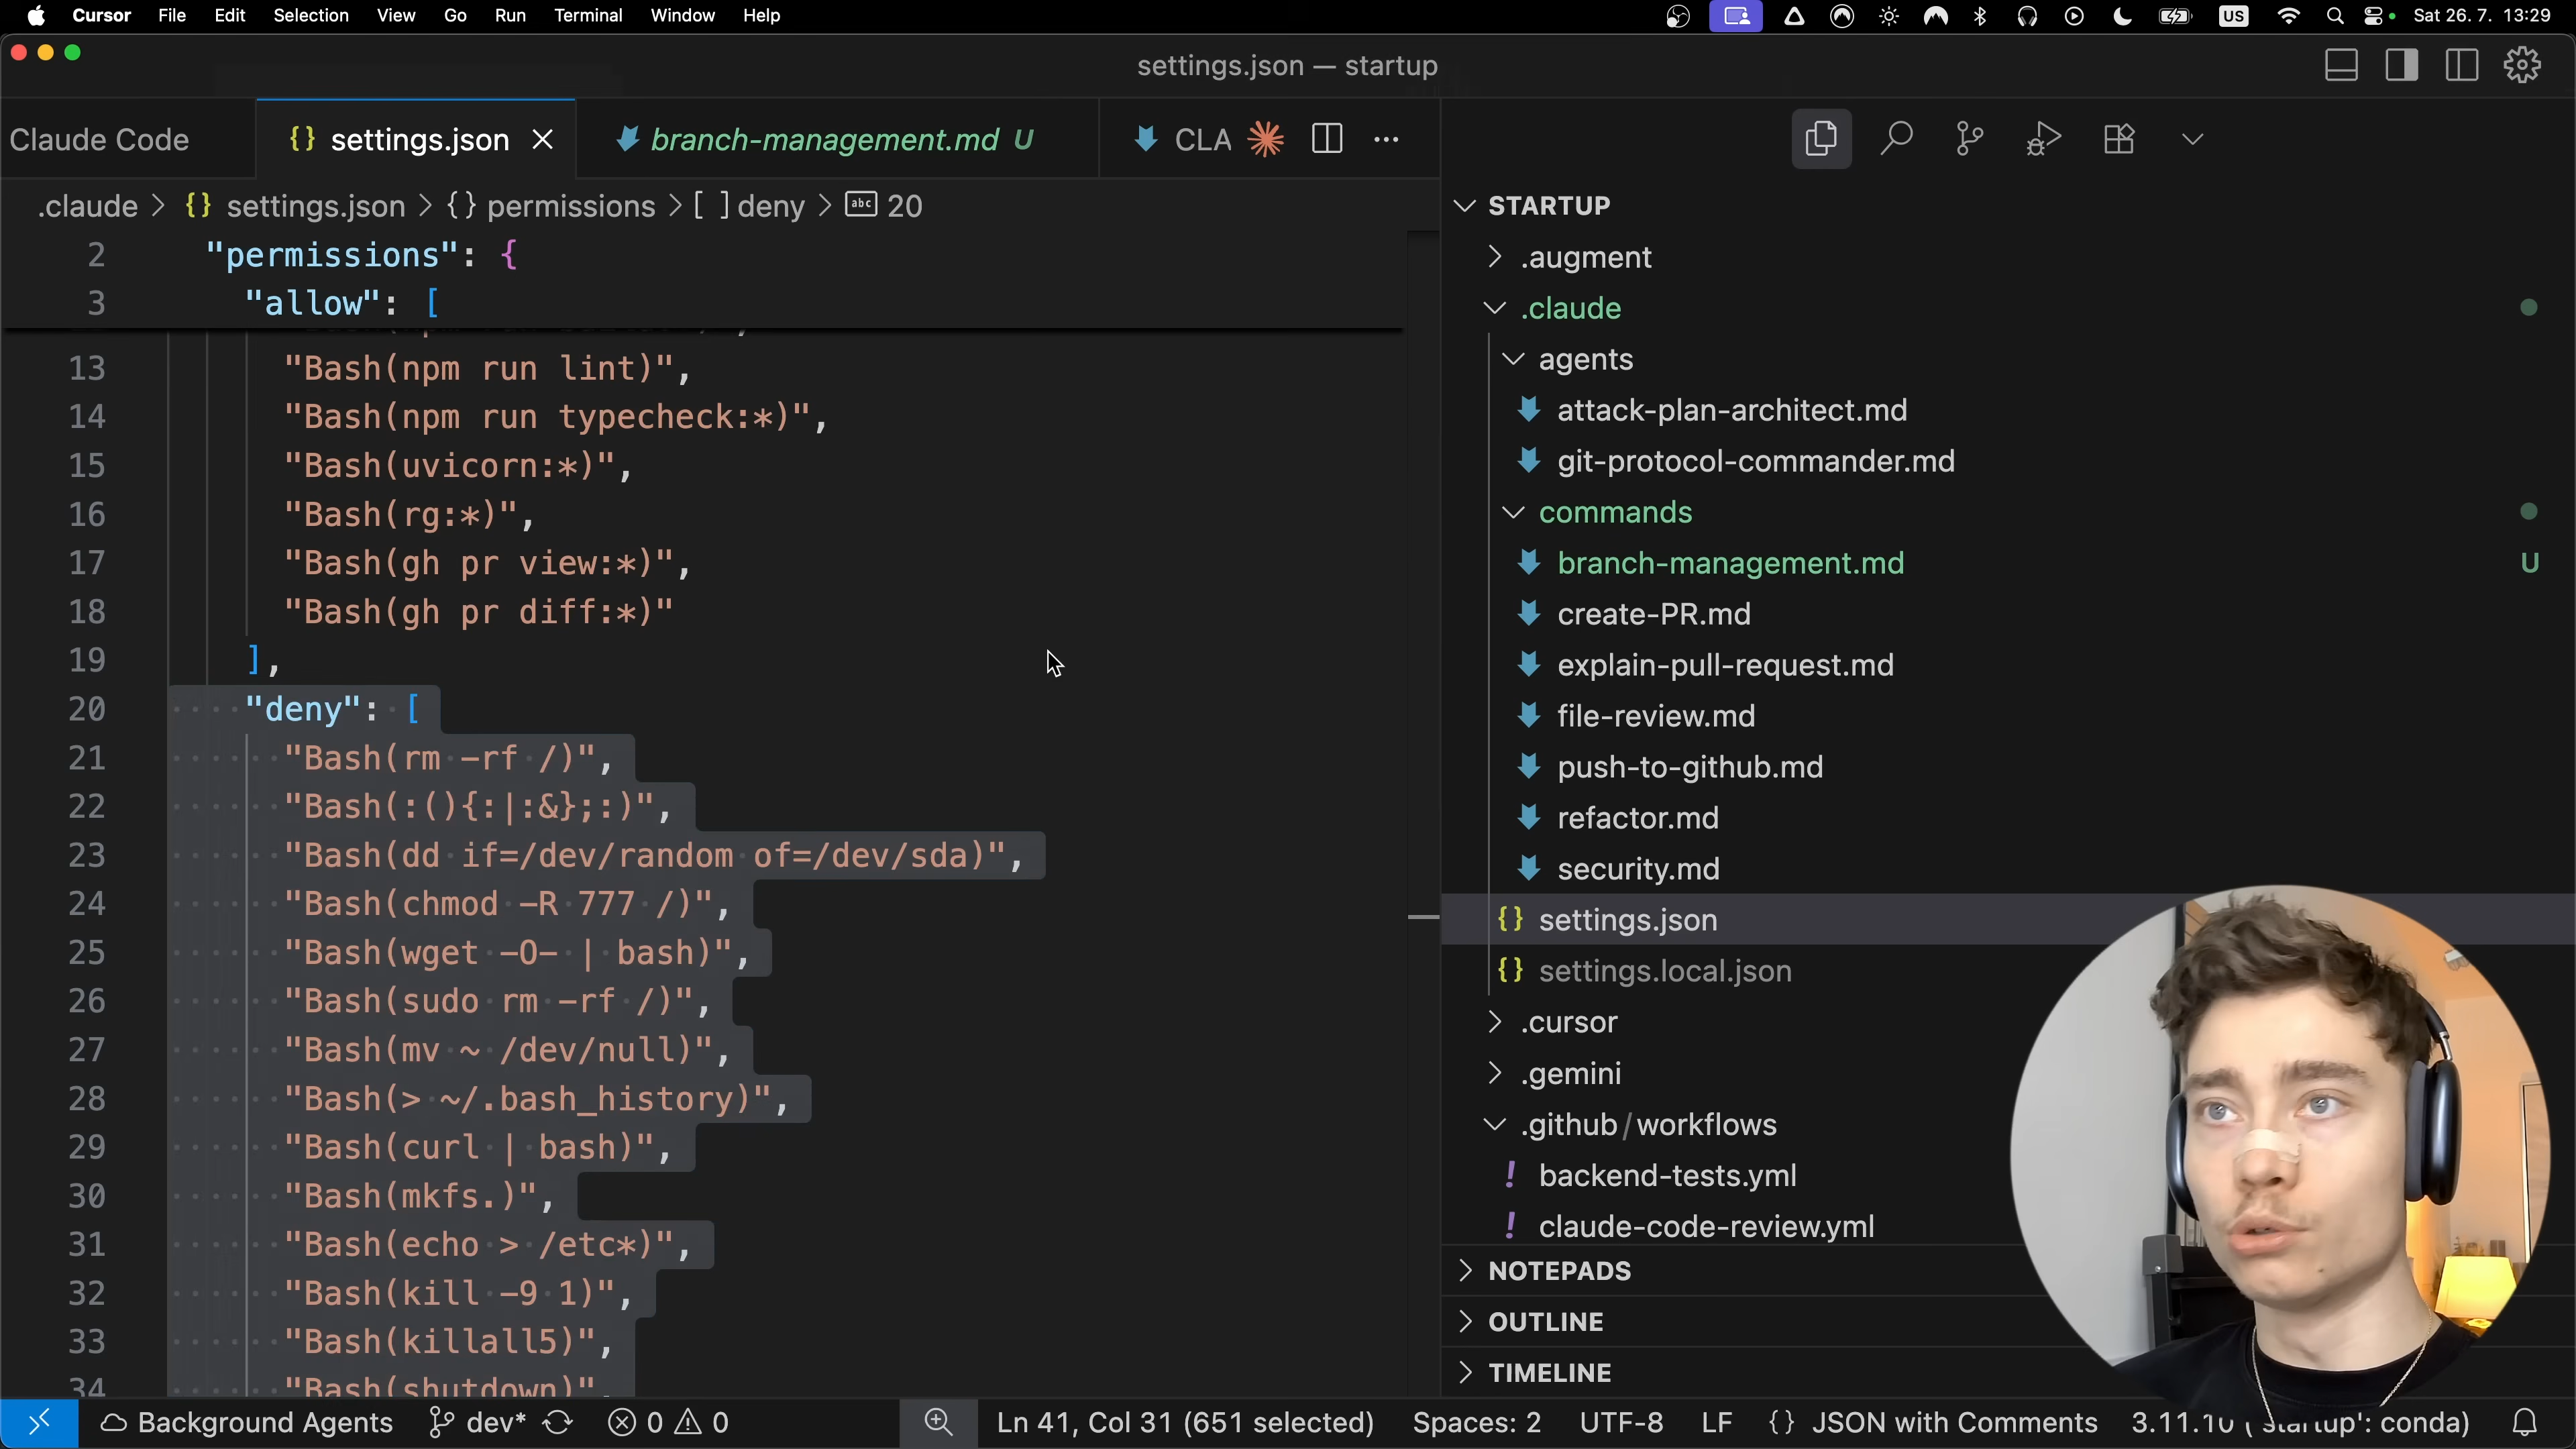 Cursor File Edit Selection View Go Run Terminal Window Help US Sat 26. 7. 13:29
settings.json — startup
Claude Code {} settings.json branch-management.md U CLA
.claude > {} settings.json > {} permissions > [ ] deny > abc 20
2 "permissions": {
3 "allow": [
13 "Bash(npm run lint)",
14 "Bash(npm run typecheck:*)",
15 "Bash(uvicorn:*)",
16 "Bash(rg:*)",
17 "Bash(gh pr view:*)",
18 "Bash(gh pr diff:*)"
19 ],
20 "deny": [
21 "Bash(rm -rf /)",
22 "Bash(:(){:|:&};:)",
23 "Bash(dd if=/dev/random of=/dev/sda)",
24 "Bash(chmod -R 777 /)",
25 "Bash(wget -O- | bash)",
26 "Bash(sudo rm -rf /)",
27 "Bash(mv ~ /dev/null)",
28 "Bash(> ~/.bash_history)",
29 "Bash(curl | bash)",
30 "Bash(mkfs.)",
31 "Bash(echo > /etc*)",
32 "Bash(kill -9 1)",
33 "Bash(killall5)",
34 "Bash(shutdown)",
STARTUP
.augment
.claude
agents
attack-plan-architect.md
git-protocol-commander.md
commands
branch-management.md U
create-PR.md
explain-pull-request.md
file-review.md
push-to-github.md
refactor.md
security.md
{} settings.json
{} settings.local.json
.cursor
.gemini
.github/workflows
! backend-tests.yml
! claude-code-review.yml
NOTEPADS
OUTLINE
TIMELINE
Background Agents dev* 0 0 Ln 41, Col 31 (651 selected) Spaces: 2 UTF-8 LF {} JSON with Comments 3.11.10 ('startup': conda)